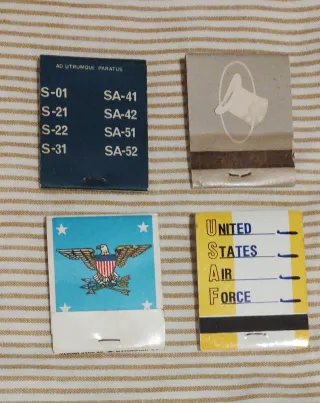 AD UTRUMQUE PARATUS
S-01 SA-41
S-21 SA-42
S-22 SA-51
S-31 SA-52
UNITED
STATES
AIR
FORCE